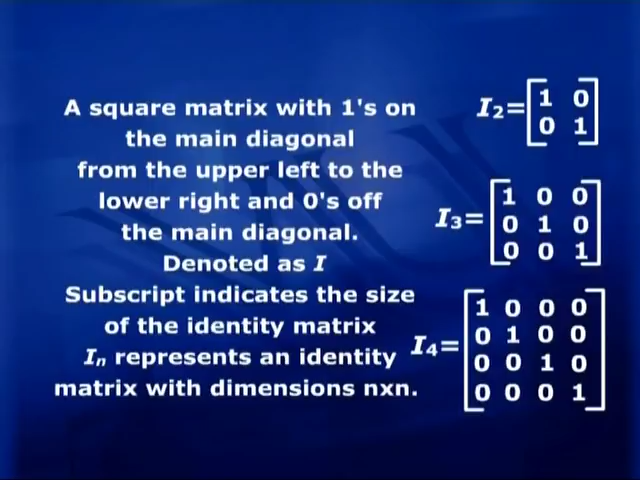 A square matrix with 1's on
the main diagonal
from the upper left to the
lower right and 0's off
the main diagonal.
Denoted as I
Subscript indicates the size
of the identity matrix
Iₙ represents an identity
matrix with dimensions nxn.
I₂=[1 0
0 1]
I₃=[1 0 0
0 1 0
0 0 1]
I₄=[1 0 0 0
0 1 0 0
0 0 1 0
0 0 0 1]